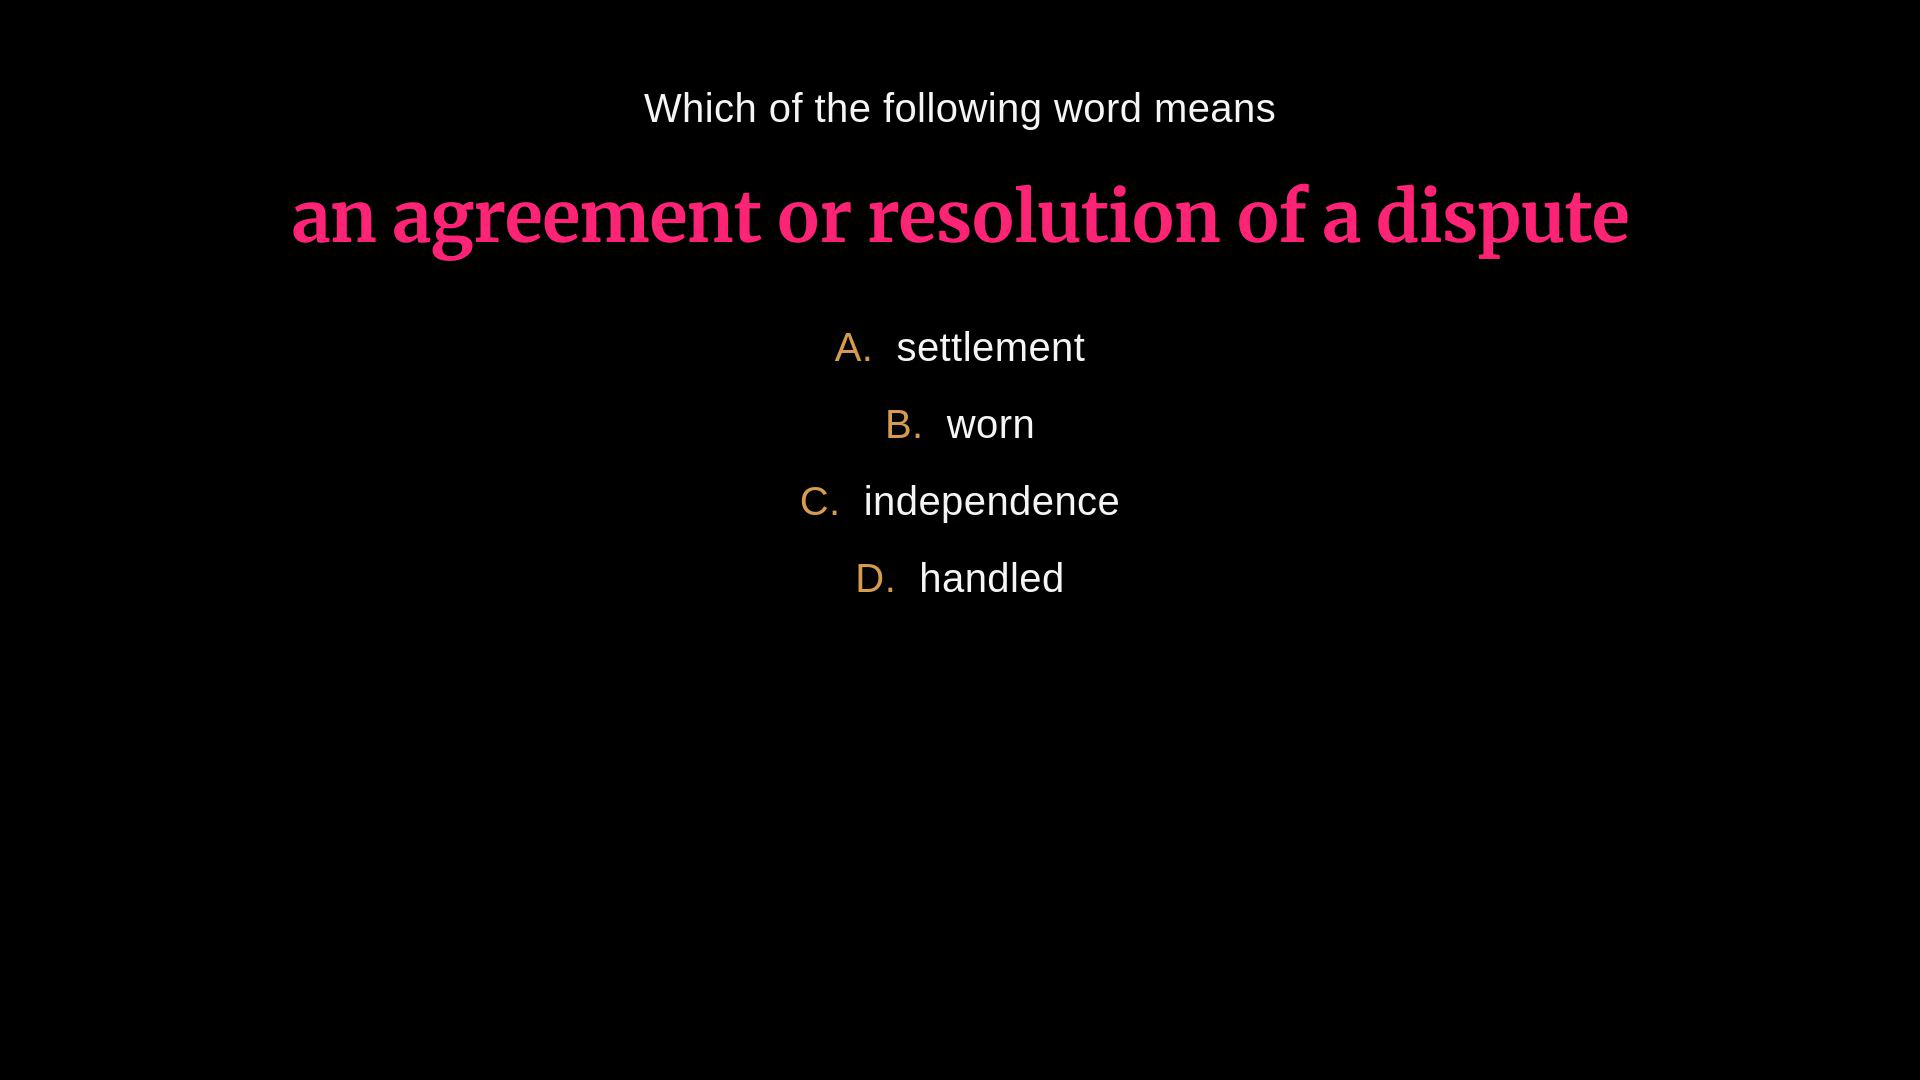 Which of the following word means
an agreement or resolution of a dispute
A. settlement
B. worn
C. independence
D. handled